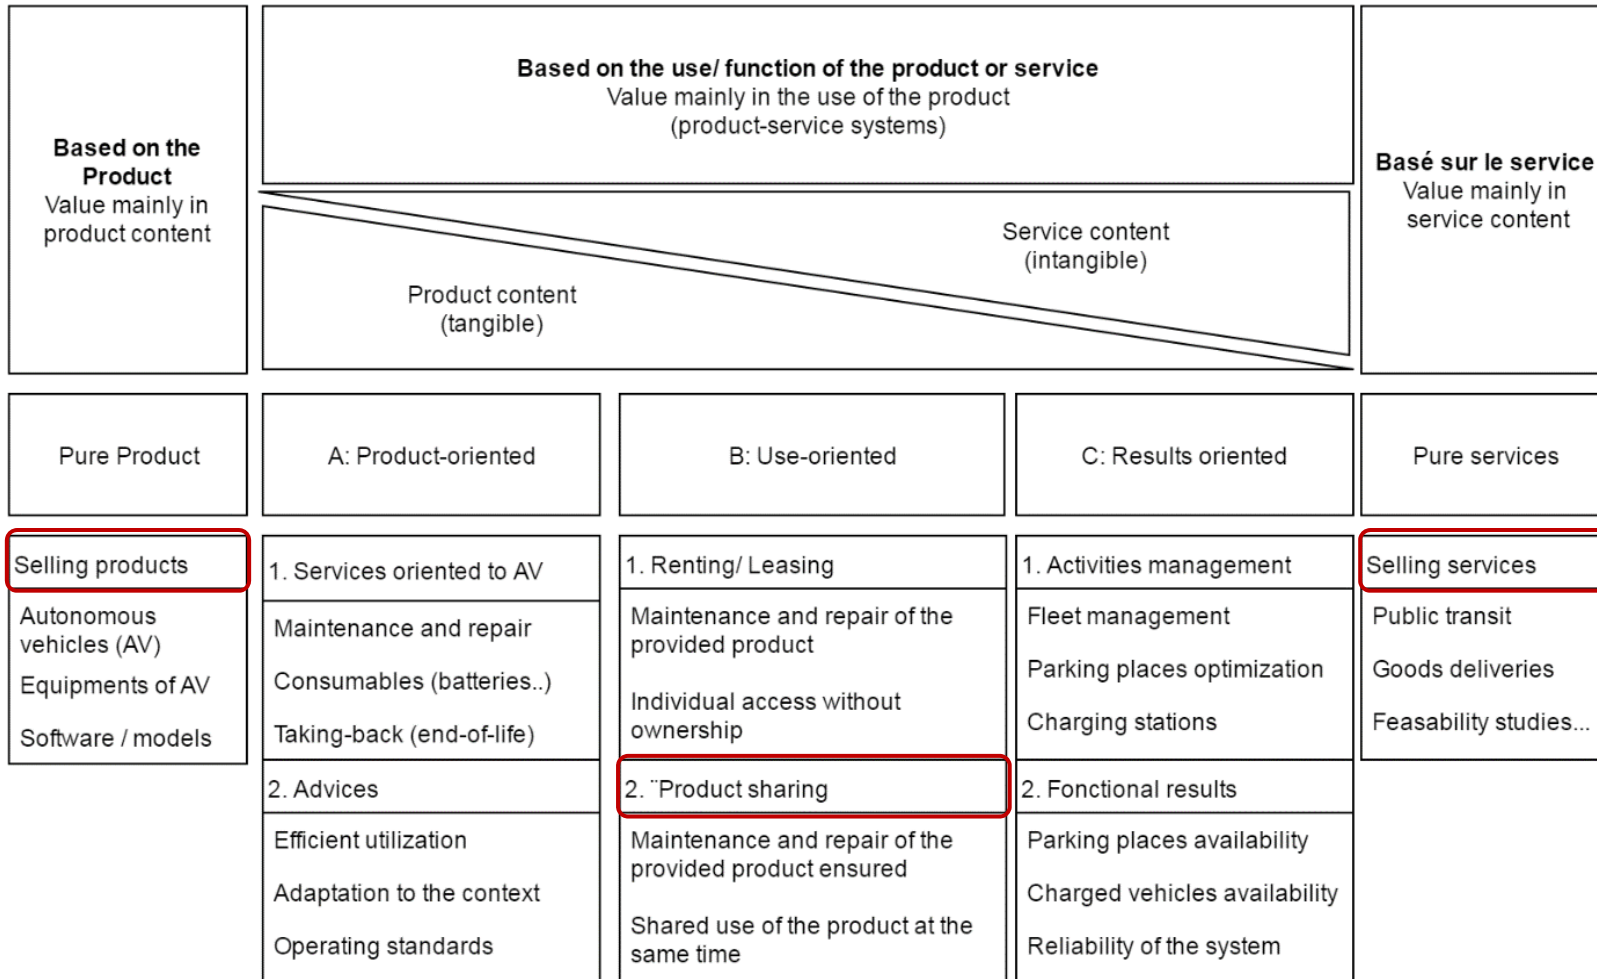 Based on the
Product
Value mainly in
product content
Based on the use/ function of the product or service
Value mainly in the use of the product
(product-service systems)
Product content
(tangible)
Service content
(intangible)
Basé sur le service
Value mainly in
service content
Pure Product
A: Product-oriented
B: Use-oriented
C: Results oriented
Pure services
Selling products
Autonomous
vehicles (AV)
Equipments of AV
Software / models
1. Services oriented to AV
Maintenance and repair
Consumables (batteries..)
Taking-back (end-of-life)
2. Advices
Efficient utilization
Adaptation to the context
Operating standards
1. Renting/ Leasing
Maintenance and repair of the
provided product
Individual access without
ownership
2. ¨Product sharing
Maintenance and repair of the
provided product ensured
Shared use of the product at the
same time
1. Activities management
Fleet management
Parking places optimization
Charging stations
2. Fonctional results
Parking places availability
Charged vehicles availability
Reliability of the system
Selling services
Public transit
Goods deliveries
Feasability studies...